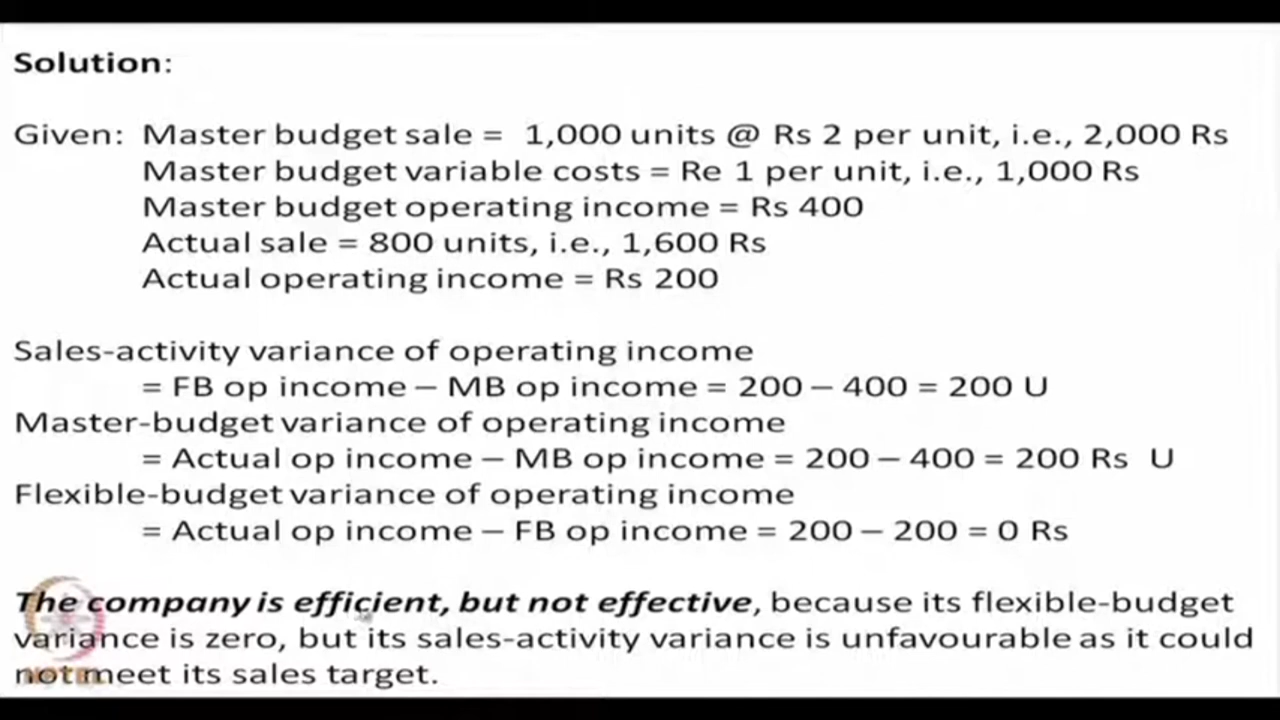 Solution:
Given: Master budget sale = 1,000 units @ Rs 2 per unit, i.e., 2,000 Rs
Master budget variable costs = Re 1 per unit, i.e., 1,000 Rs
Master budget operating income = Rs 400
Actual sale = 800 units, i.e., 1,600 Rs
Actual operating income = Rs 200
Sales-activity variance of operating income
= FB op income – MB op income = 200 – 400 = 200 U
Master-budget variance of operating income
= Actual op income – MB op income = 200 – 400 = 200 Rs U
Flexible-budget variance of operating income
= Actual op income – FB op income = 200 – 200 = 0 Rs
The company is efficient, but not effective, because its flexible-budget
variance is zero, but its sales-activity variance is unfavourable as it could
not meet its sales target.